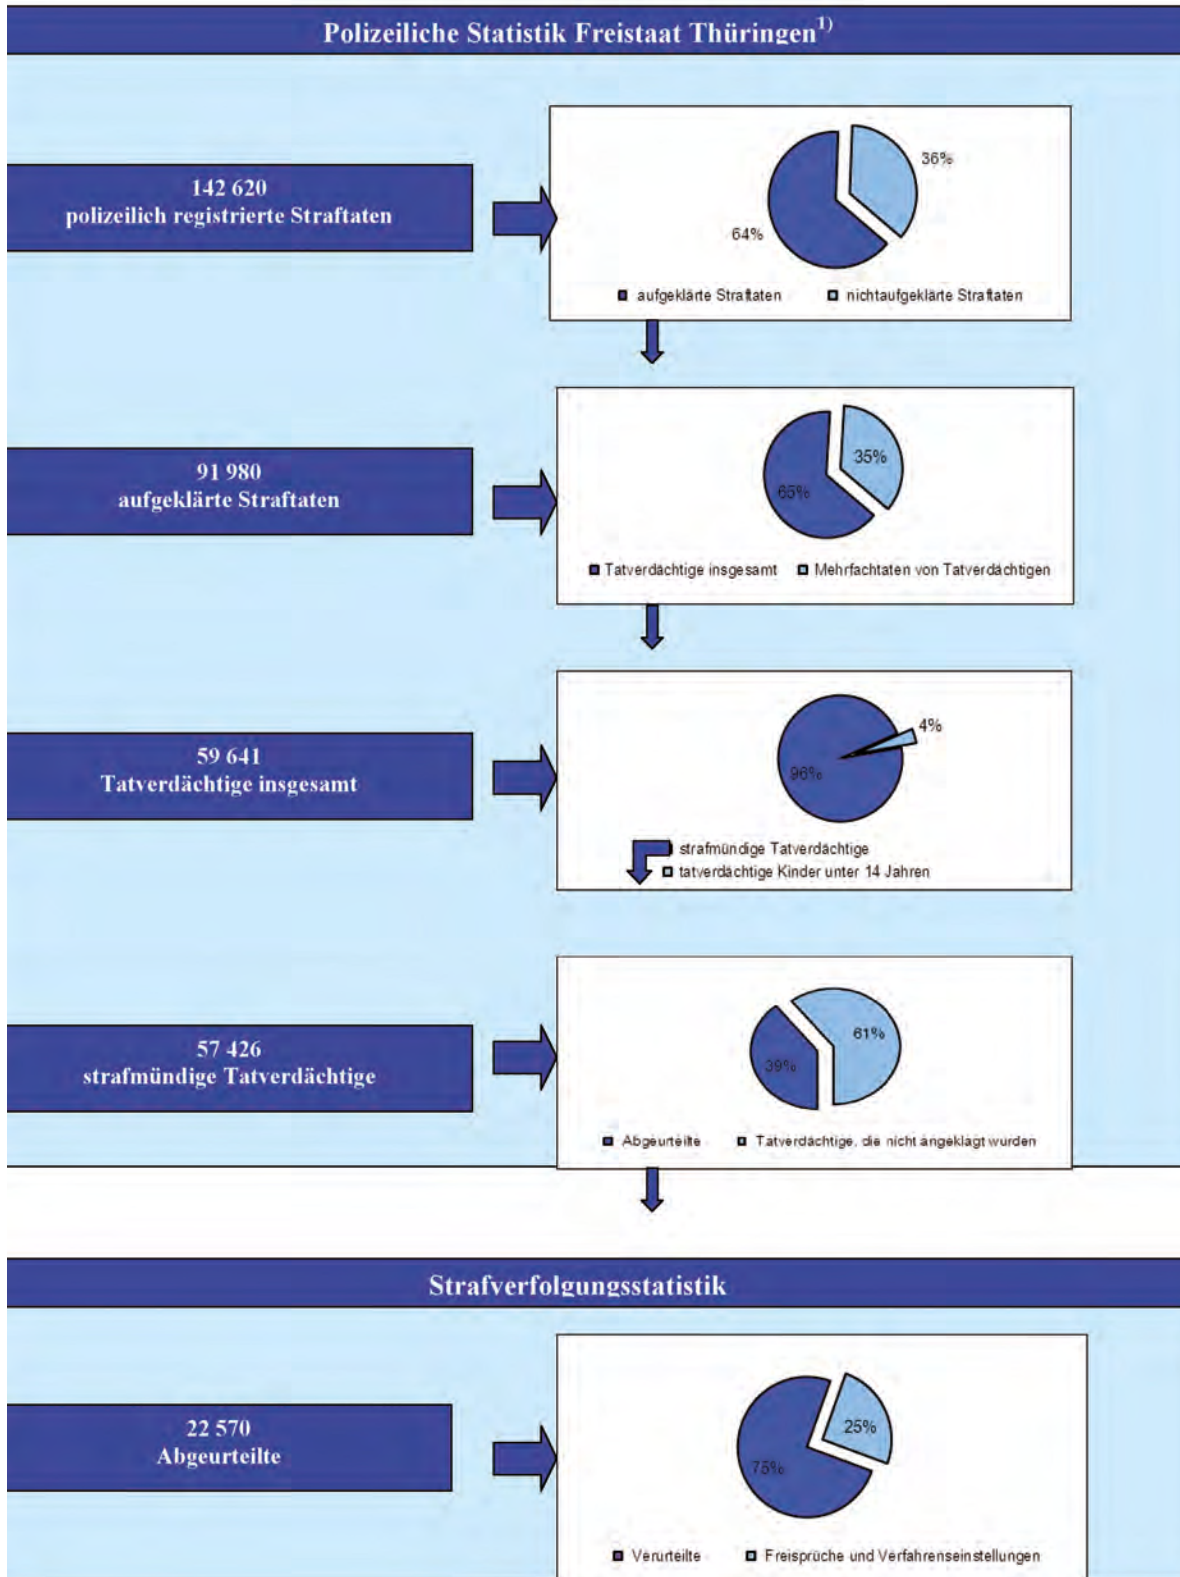 Polizeiliche Statistik Freistaat Thüringen1)
142 620
polizeilich registrierte Straftaten
36%
64%
aufgeklärte Straftaten nichtaufgeklärte Straftaten
91 980
aufgeklärte Straftaten
35%
65%
Tatverdächtige insgesamt Mehrfachtaten von Tatverdächtigen
59 641
Tatverdächtige insgesamt
4%
96%
strafmündige Tatverdächtige
tatverdächtige Kinder unter 14 Jahren
57 426
strafmündige Tatverdächtige
61%
39%
Abgeurteilte Tatverdächtige, die nicht angeklagt wurden
Strafverfolgungsstatistik
22 570
Abgeurteilte
25%
75%
Verurteilte Freisprüche und Verfahrenseinstellungen